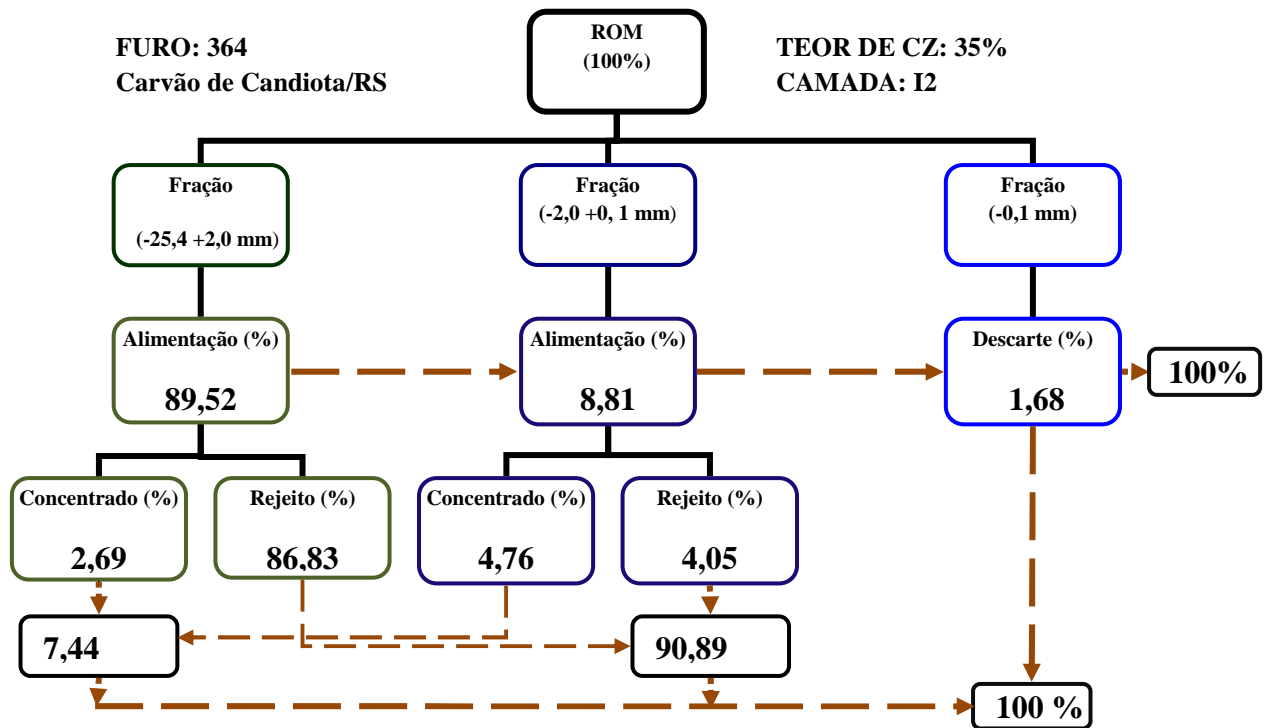 FURO: 364
Carvão de Candiota/RS
ROM
(100%)
TEOR DE CZ: 35%
CAMADA: I2
Fração
(-25,4 +2,0 mm)
Fração
(-2,0 +0, 1 mm)
Fração
(-0,1 mm)
Alimentação (%)
89,52
Alimentação (%)
8,81
Descarte (%)
1,68
100%
Concentrado (%)
2,69
Rejeito (%)
86,83
Concentrado (%)
4,76
Rejeito (%)
4,05
7,44
90,89
100 %